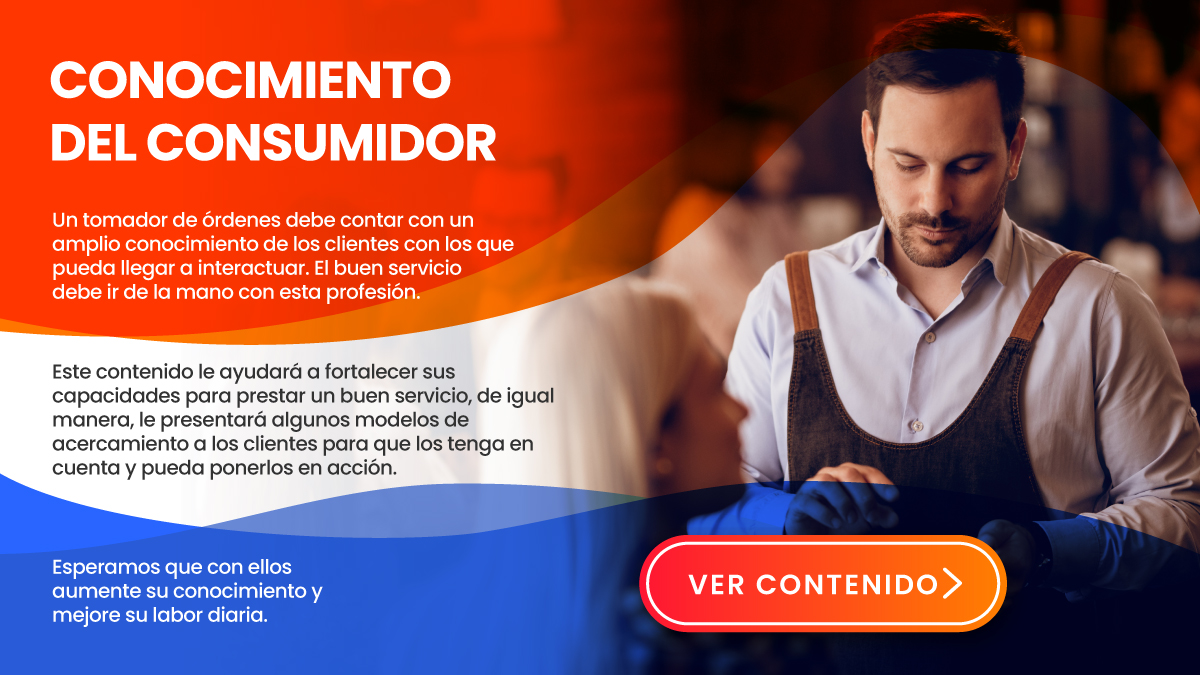 CONOCIMIENTO
DEL CONSUMIDOR
Un tomador de órdenes debe contar con un
amplio conocimiento de los clientes con los que
pueda llegar a interactuar. El buen servicio
debe ir de la mano con esta profesión.
Este contenido le ayudará a fortalecer sus
capacidades para prestar un buen servicio, de igual
manera, le presentará algunos modelos de
acercamiento a los clientes para que los tenga en
cuenta y pueda ponerlos en acción.
Esperamos que con ellos
aumente su conocimiento y
mejore su labor diaria.
VER CONTENIDO